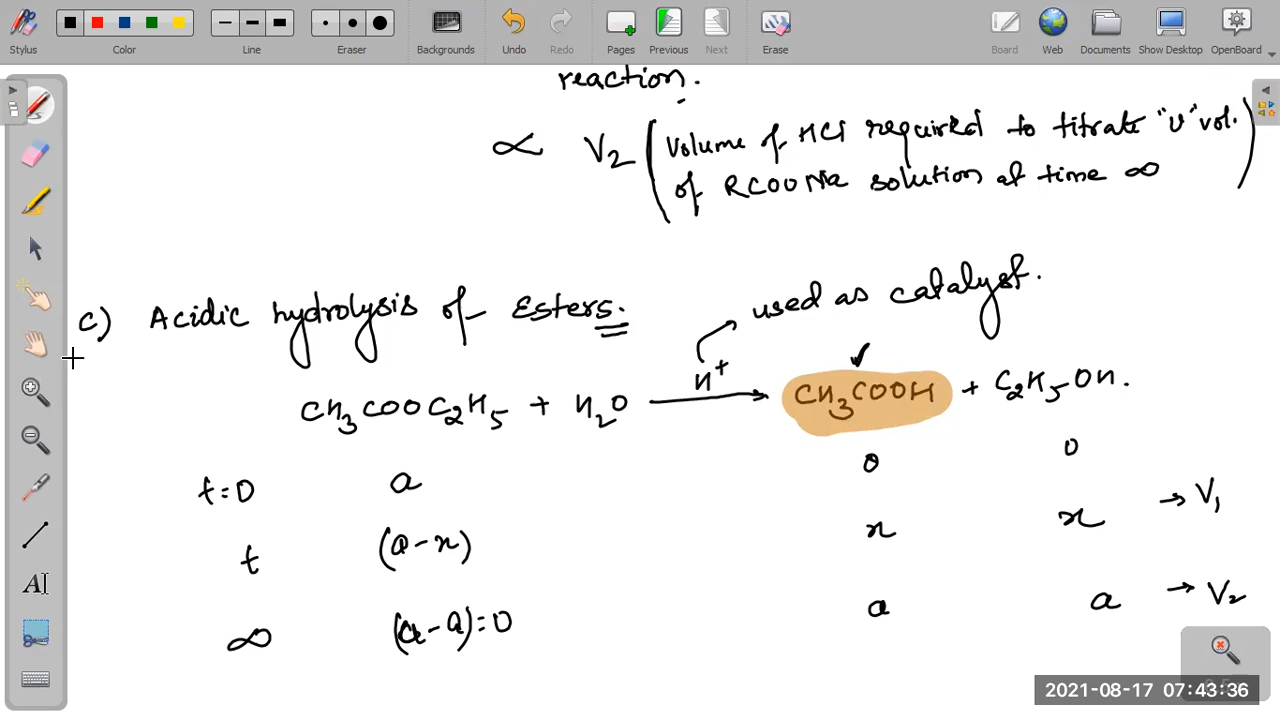 Stylus
Color
Line
Eraser
Backgrounds
Undo
Redo
Pages
Previous
Next
Erase
Board
Web
Documents
Show Desktop
OpenBoard
reaction.
∝ V2 (Volume of HCl required to titrate "v" vol.
of RCOONa solution at time ∞)
c) Acidic hydrolysis of Esters.
used as catalyst.
CH3COOC2H5 + H2O H+ → CH3COOH + C2H5OH.
t=0 a 0 0
t (a-x) x x → V1
∞ (a-a)=0 a a → V2
2021-08-17 07:43:36